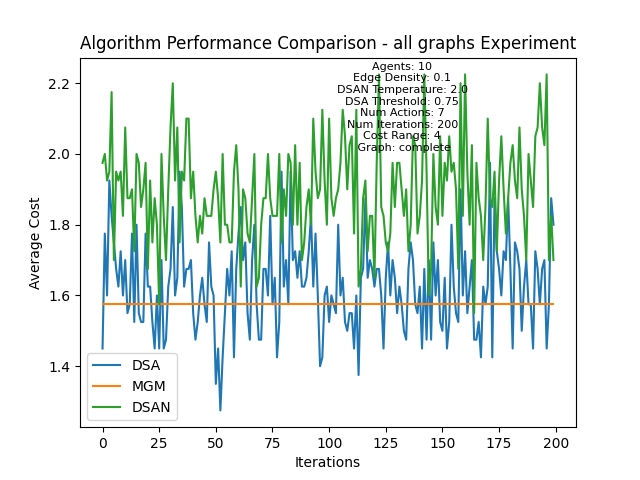 Algorithm Performance Comparison - all graphs Experiment
Agents: 10
Edge Density: 0.1
DSAN Temperature: 2.0
DSA Threshold: 0.75
Num Actions: 7
Num Iterations: 200
Cost Range: 4
Graph: complete
2.2
2.0
1.8
1.6
1.4
Average Cost
DSA
MGM
DSAN
0 25 50 75 100 125 150 175 200
Iterations